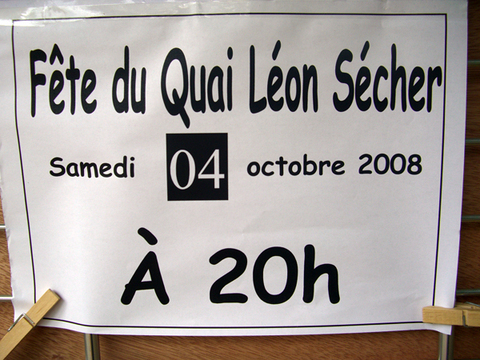 Fête du Quai Léon Sécher
Samedi 04 octobre 2008
À 20h